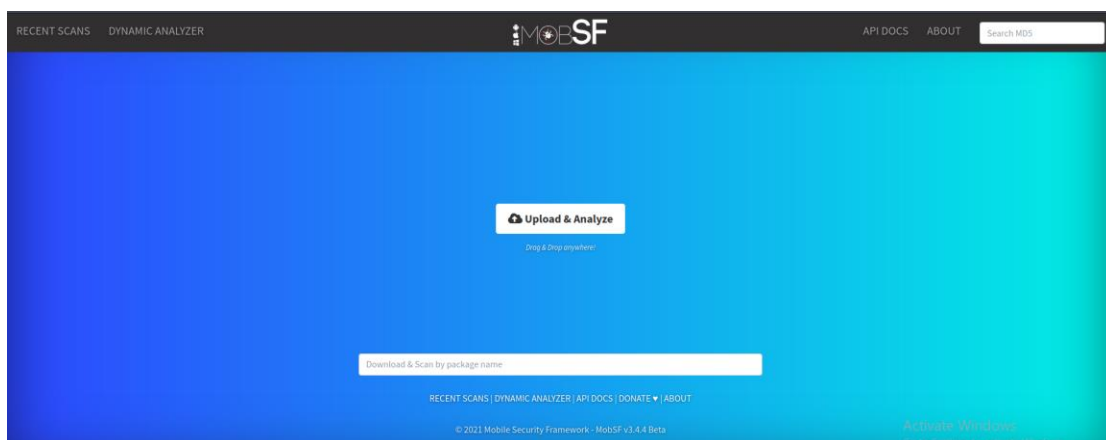 RECENT SCANS DYNAMIC ANALYZER MOBSF API DOCS ABOUT Search MD5
Upload & Analyze
Drag & Drop anywhere!
Download & Scan by package name
RECENT SCANS | DYNAMIC ANALYZER | API DOCS | DONATE ♥ | ABOUT
© 2021 Mobile Security Framework - MobSF v3.4.4 Beta
Activate Windows